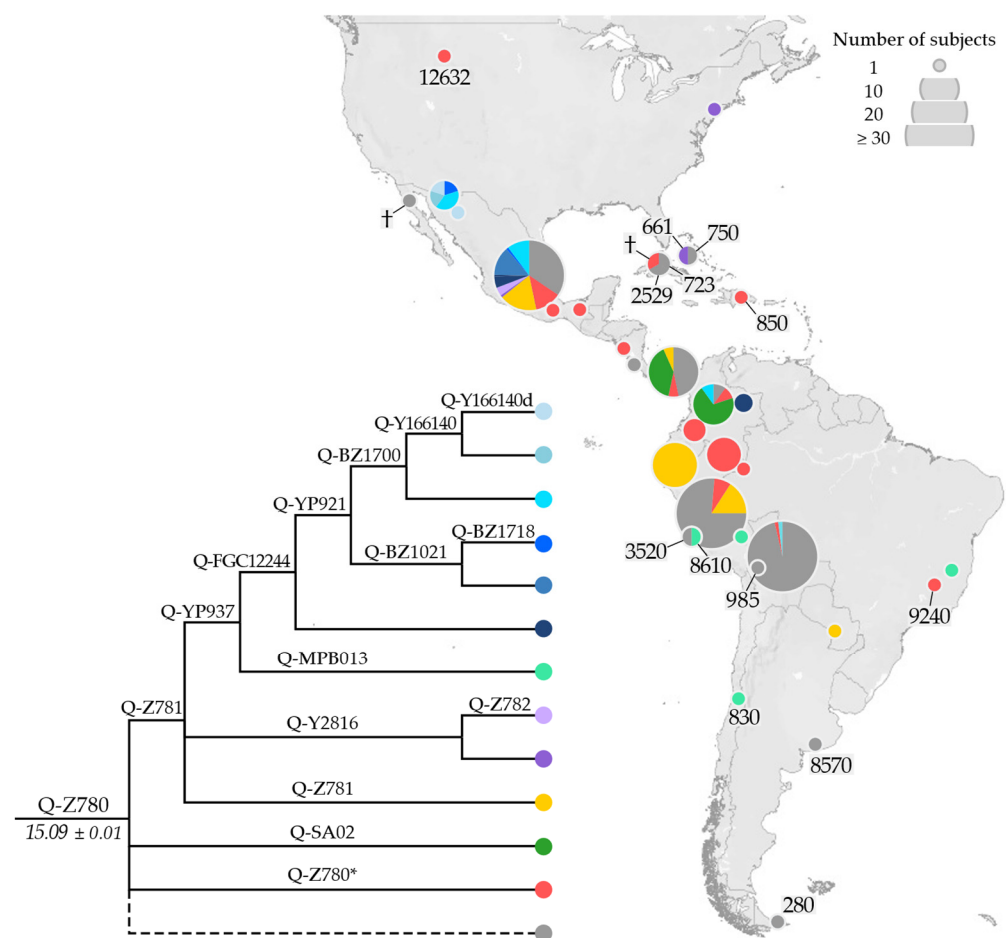 Number of subjects
1
10
20
≥ 30
12632
†
661
750
†
723
2529
850
Q-Y166140d
Q-Y166140
Q-BZ1700
Q-YP921
Q-BZ1718
Q-BZ1021
Q-FGC12244
Q-YP937
Q-MPB013
Q-Z781
Q-Z782
Q-Y2816
Q-Z781
Q-Z780
15.09 ± 0.01
Q-SA02
Q-Z780*
3520
8610
985
9240
830
8570
280